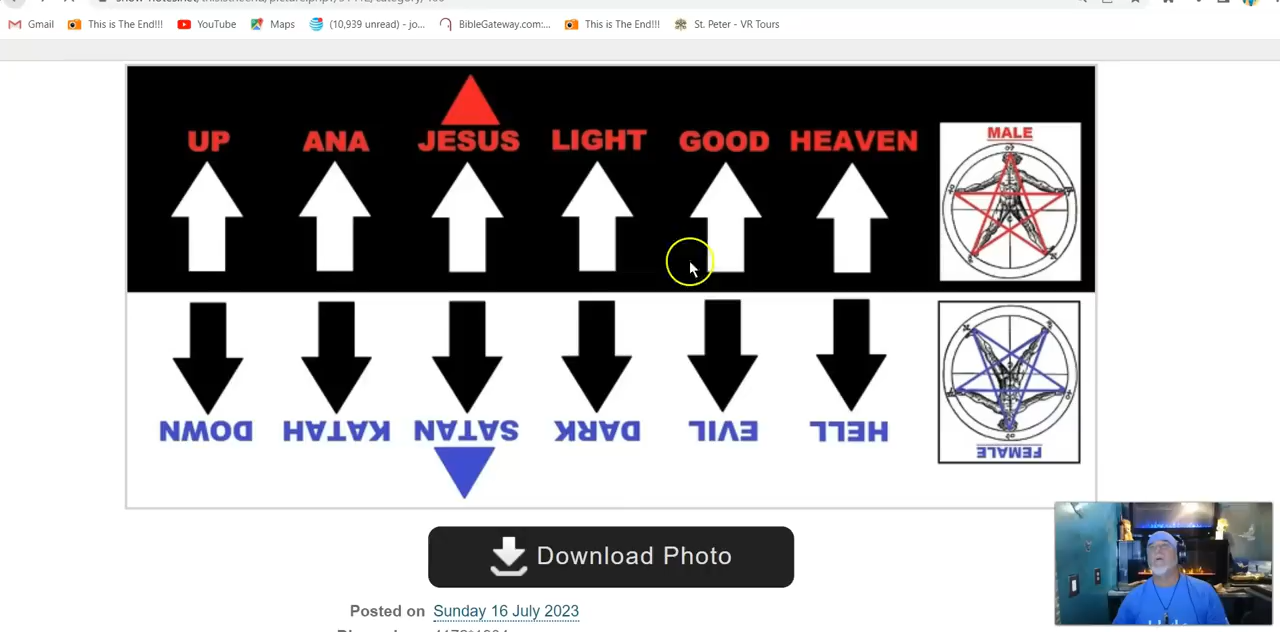 Gmail This is The End!!! YouTube Maps (10,939 unread) - jo... BibleGateway.com:... This is The End!!! St. Peter - VR Tours
UP ANA JESUS LIGHT GOOD HEAVEN
MALE
DOWN KATAH SATAN DARK EVIL HELL
FEMALE
Download Photo
Posted on Sunday 16 July 2023